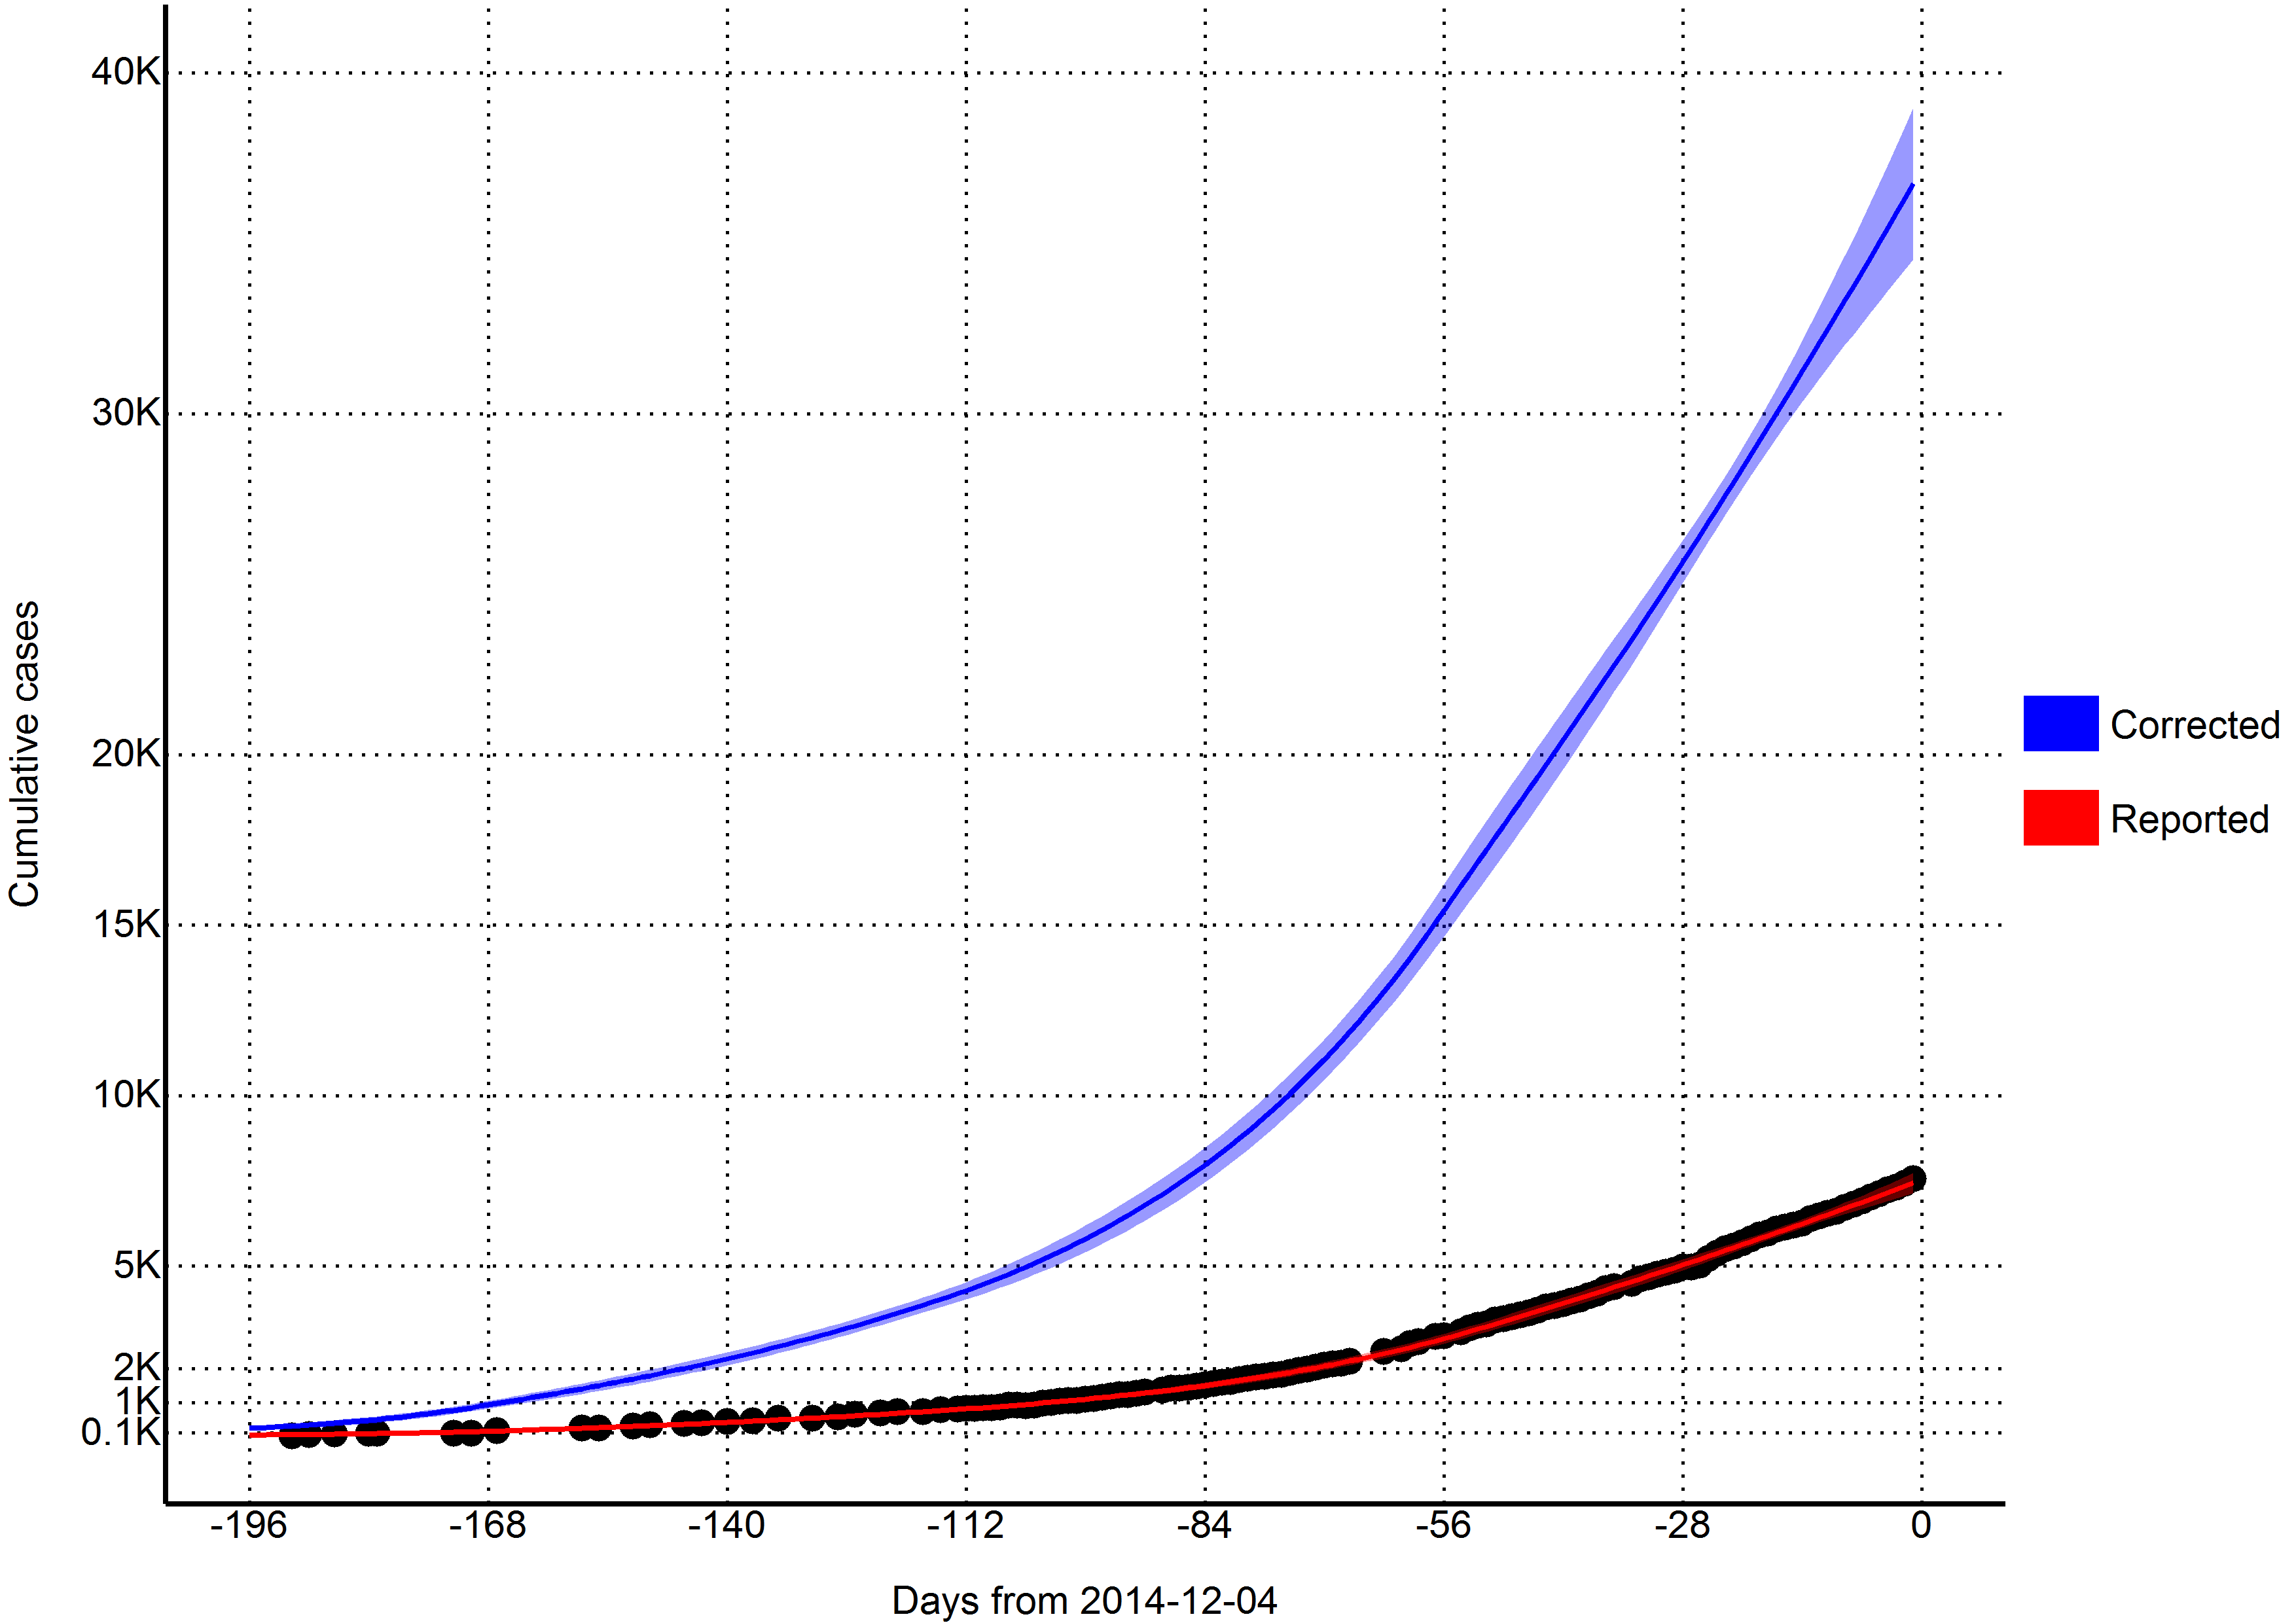 Cumulative cases
40K
30K
20K
15K
10K
5K
2K
1K
0.1K
-196 -168 -140 -112 -84 -56 -28 0
Days from 2014-12-04
Corrected
Reported